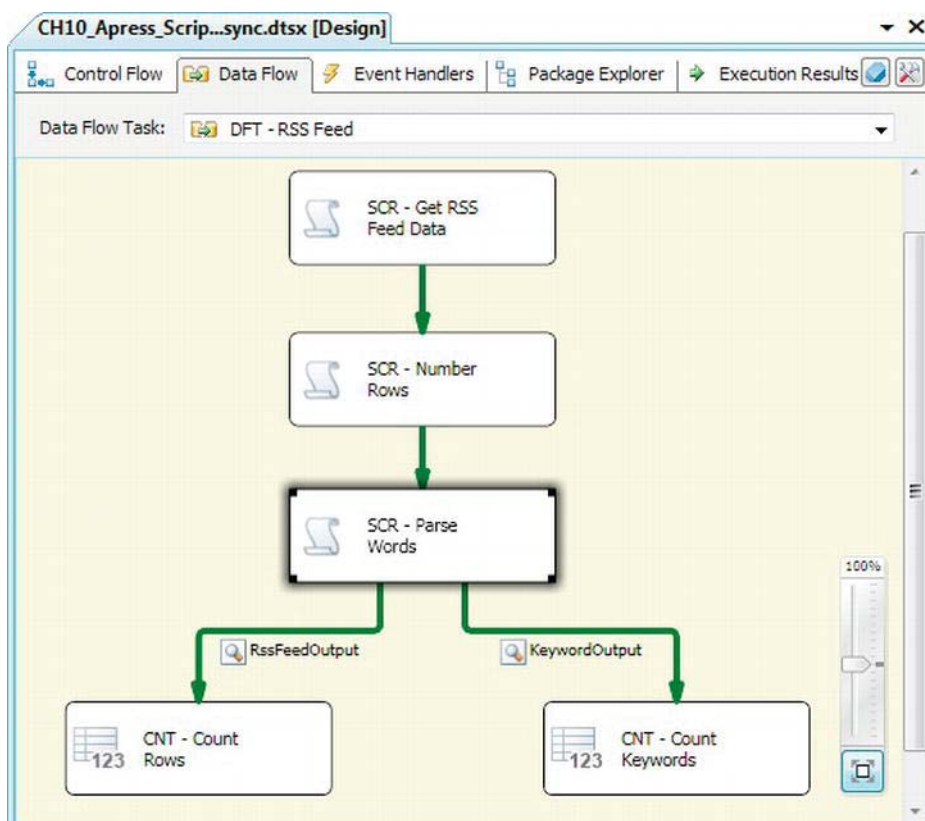 CH10_Apress_Scrip...sync.dtsx [Design]
Control Flow
Data Flow
Event Handlers
Package Explorer
Execution Results
Data Flow Task:
DFT - RSS Feed
SCR - Get RSS
Feed Data
SCR - Number
Rows
SCR - Parse
Words
100%
RssFeedOutput
KeywordOutput
CNT - Count
Rows
123
CNT - Count
Keywords
123